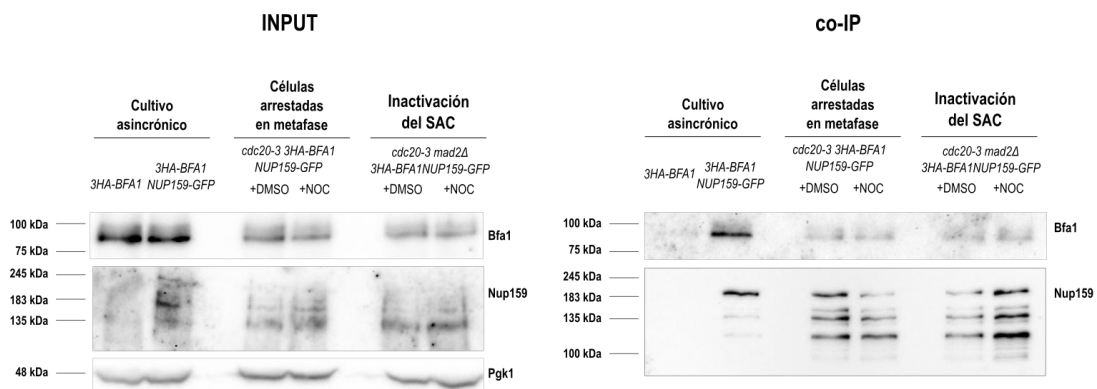 INPUT
Cultivo
asincrónico
Células
arrestadas
en metafase
Inactivación
del SAC
3HA-BFA1
3HA-BFA1
NUP159-GFP
cdc20-3 3HA-BFA1
NUP159-GFP
+DMSO +NOC
cdc20-3 mad2Δ
3HA-BFA1NUP159-GFP
+DMSO +NOC
100 kDa
75 kDa
Bfa1
245 kDa
183 kDa
135 kDa
Nup159
48 kDa
Pgk1
co-IP
Cultivo
asincrónico
Células
arrestadas
en metafase
Inactivación
del SAC
3HA-BFA1
3HA-BFA1
NUP159-GFP
cdc20-3 3HA-BFA1
NUP159-GFP
+DMSO +NOC
cdc20-3 mad2Δ
3HA-BFA1NUP159-GFP
+DMSO +NOC
100 kDa
75 kDa
Bfa1
245 kDa
183 kDa
135 kDa
100 kDa
Nup159